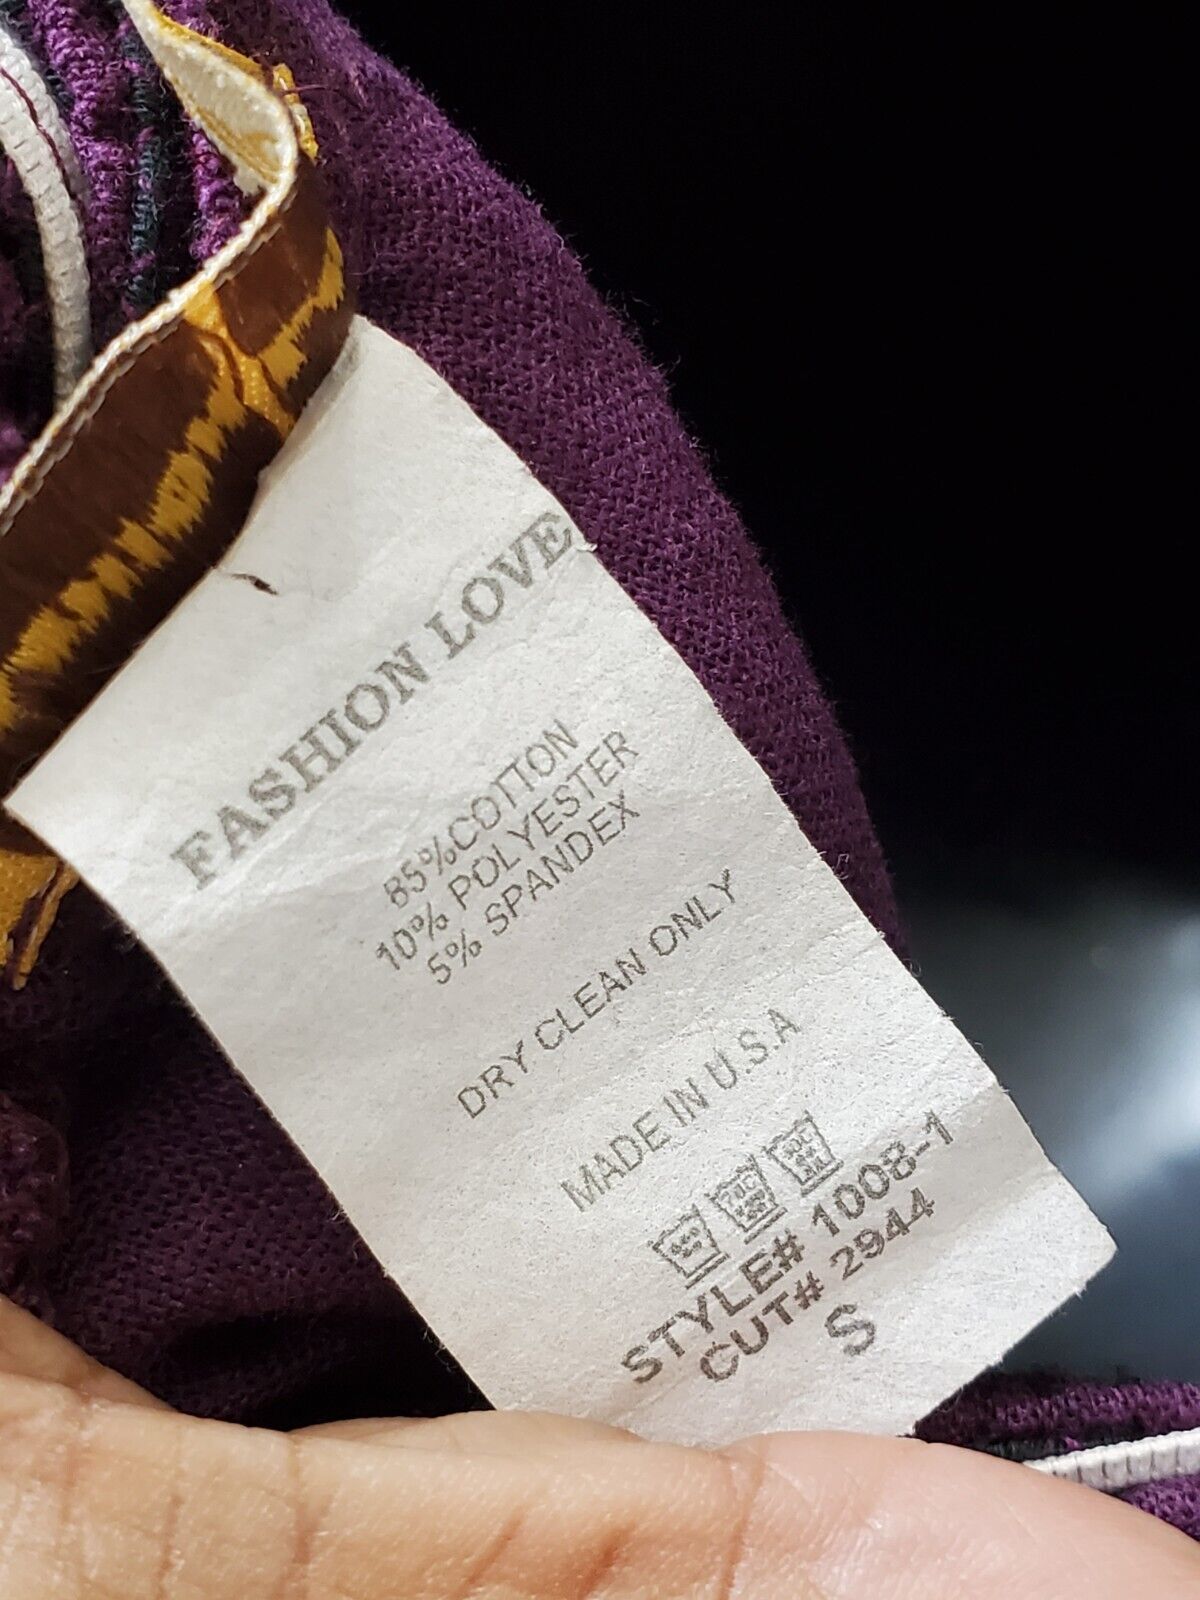 FASHION LOVE
85%COTTON
10% POLYESTER
5% SPANDEX
DRY CLEAN ONLY
MADE IN U.S.A
STYLE# 1008-1
CUT# 2944
S